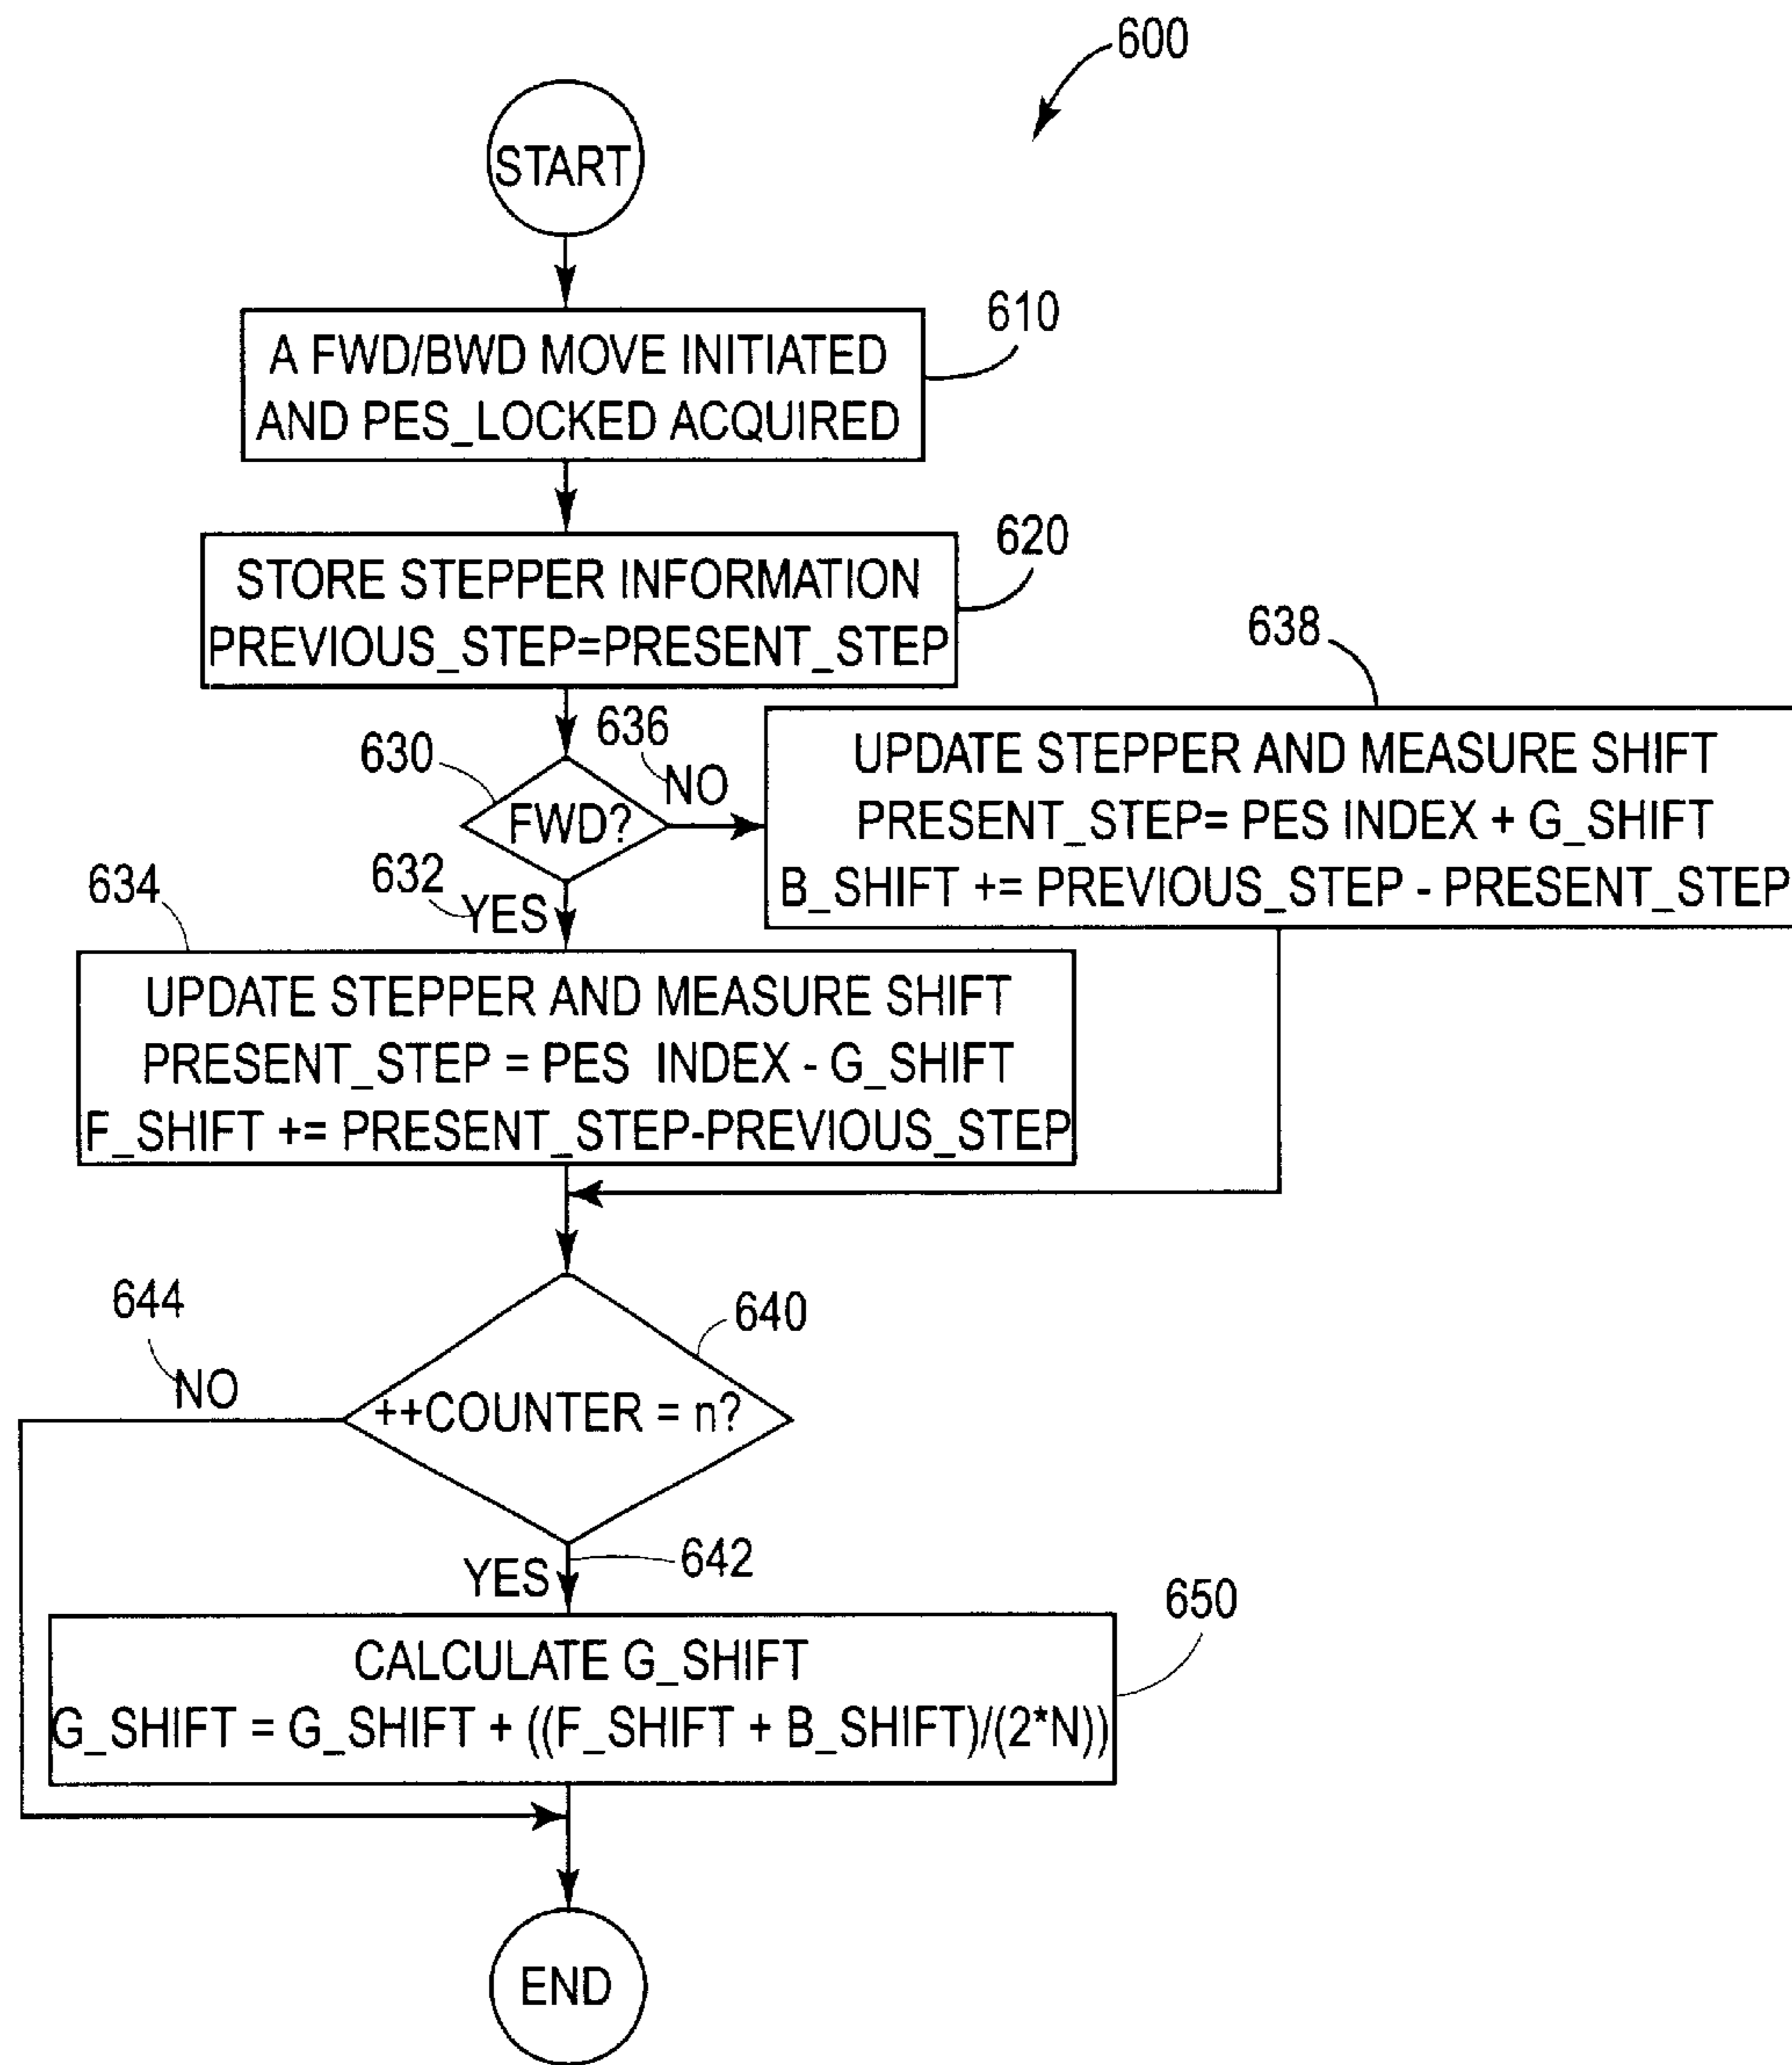 600
START
A FWD/BWD MOVE INITIATED
AND PES_LOCKED ACQUIRED
610
STORE STEPPER INFORMATION
PREVIOUS_STEP=PRESENT_STEP
620
630
FWD?
636
NO
638
UPDATE STEPPER AND MEASURE SHIFT
PRESENT_STEP= PES INDEX + G_SHIFT
B_SHIFT += PREVIOUS_STEP - PRESENT_STEP
632
YES
634
UPDATE STEPPER AND MEASURE SHIFT
PRESENT_STEP = PES INDEX - G_SHIFT
F_SHIFT += PRESENT_STEP-PREVIOUS_STEP
644
NO
640
++COUNTER = n?
YES
642
650
CALCULATE G_SHIFT
G_SHIFT = G_SHIFT + ((F_SHIFT + B_SHIFT)/(2*N))
END